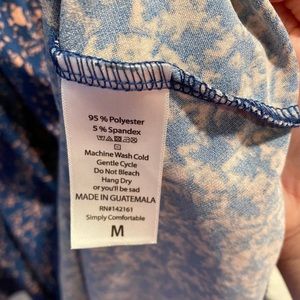 95 % Polyester
5 % Spandex
Machine Wash Cold
Gentle Cycle
Do Not Bleach
Hang Dry
or you'll be sad
MADE IN GUATEMALA
RN#142161
Simply Comfortable
M